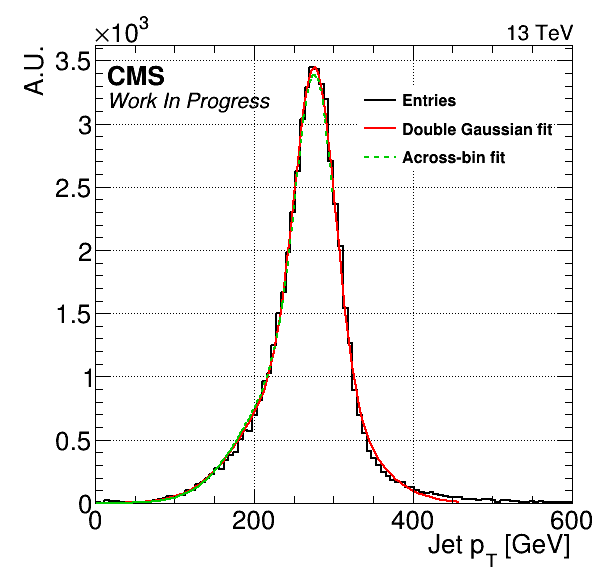 ×10³
13 TeV
A.U.
CMS
Work In Progress
Entries
Double Gaussian fit
Across-bin fit
3.5
3
2.5
2
1.5
1
0.5
0
0 200 400 600
Jet p_T [GeV]